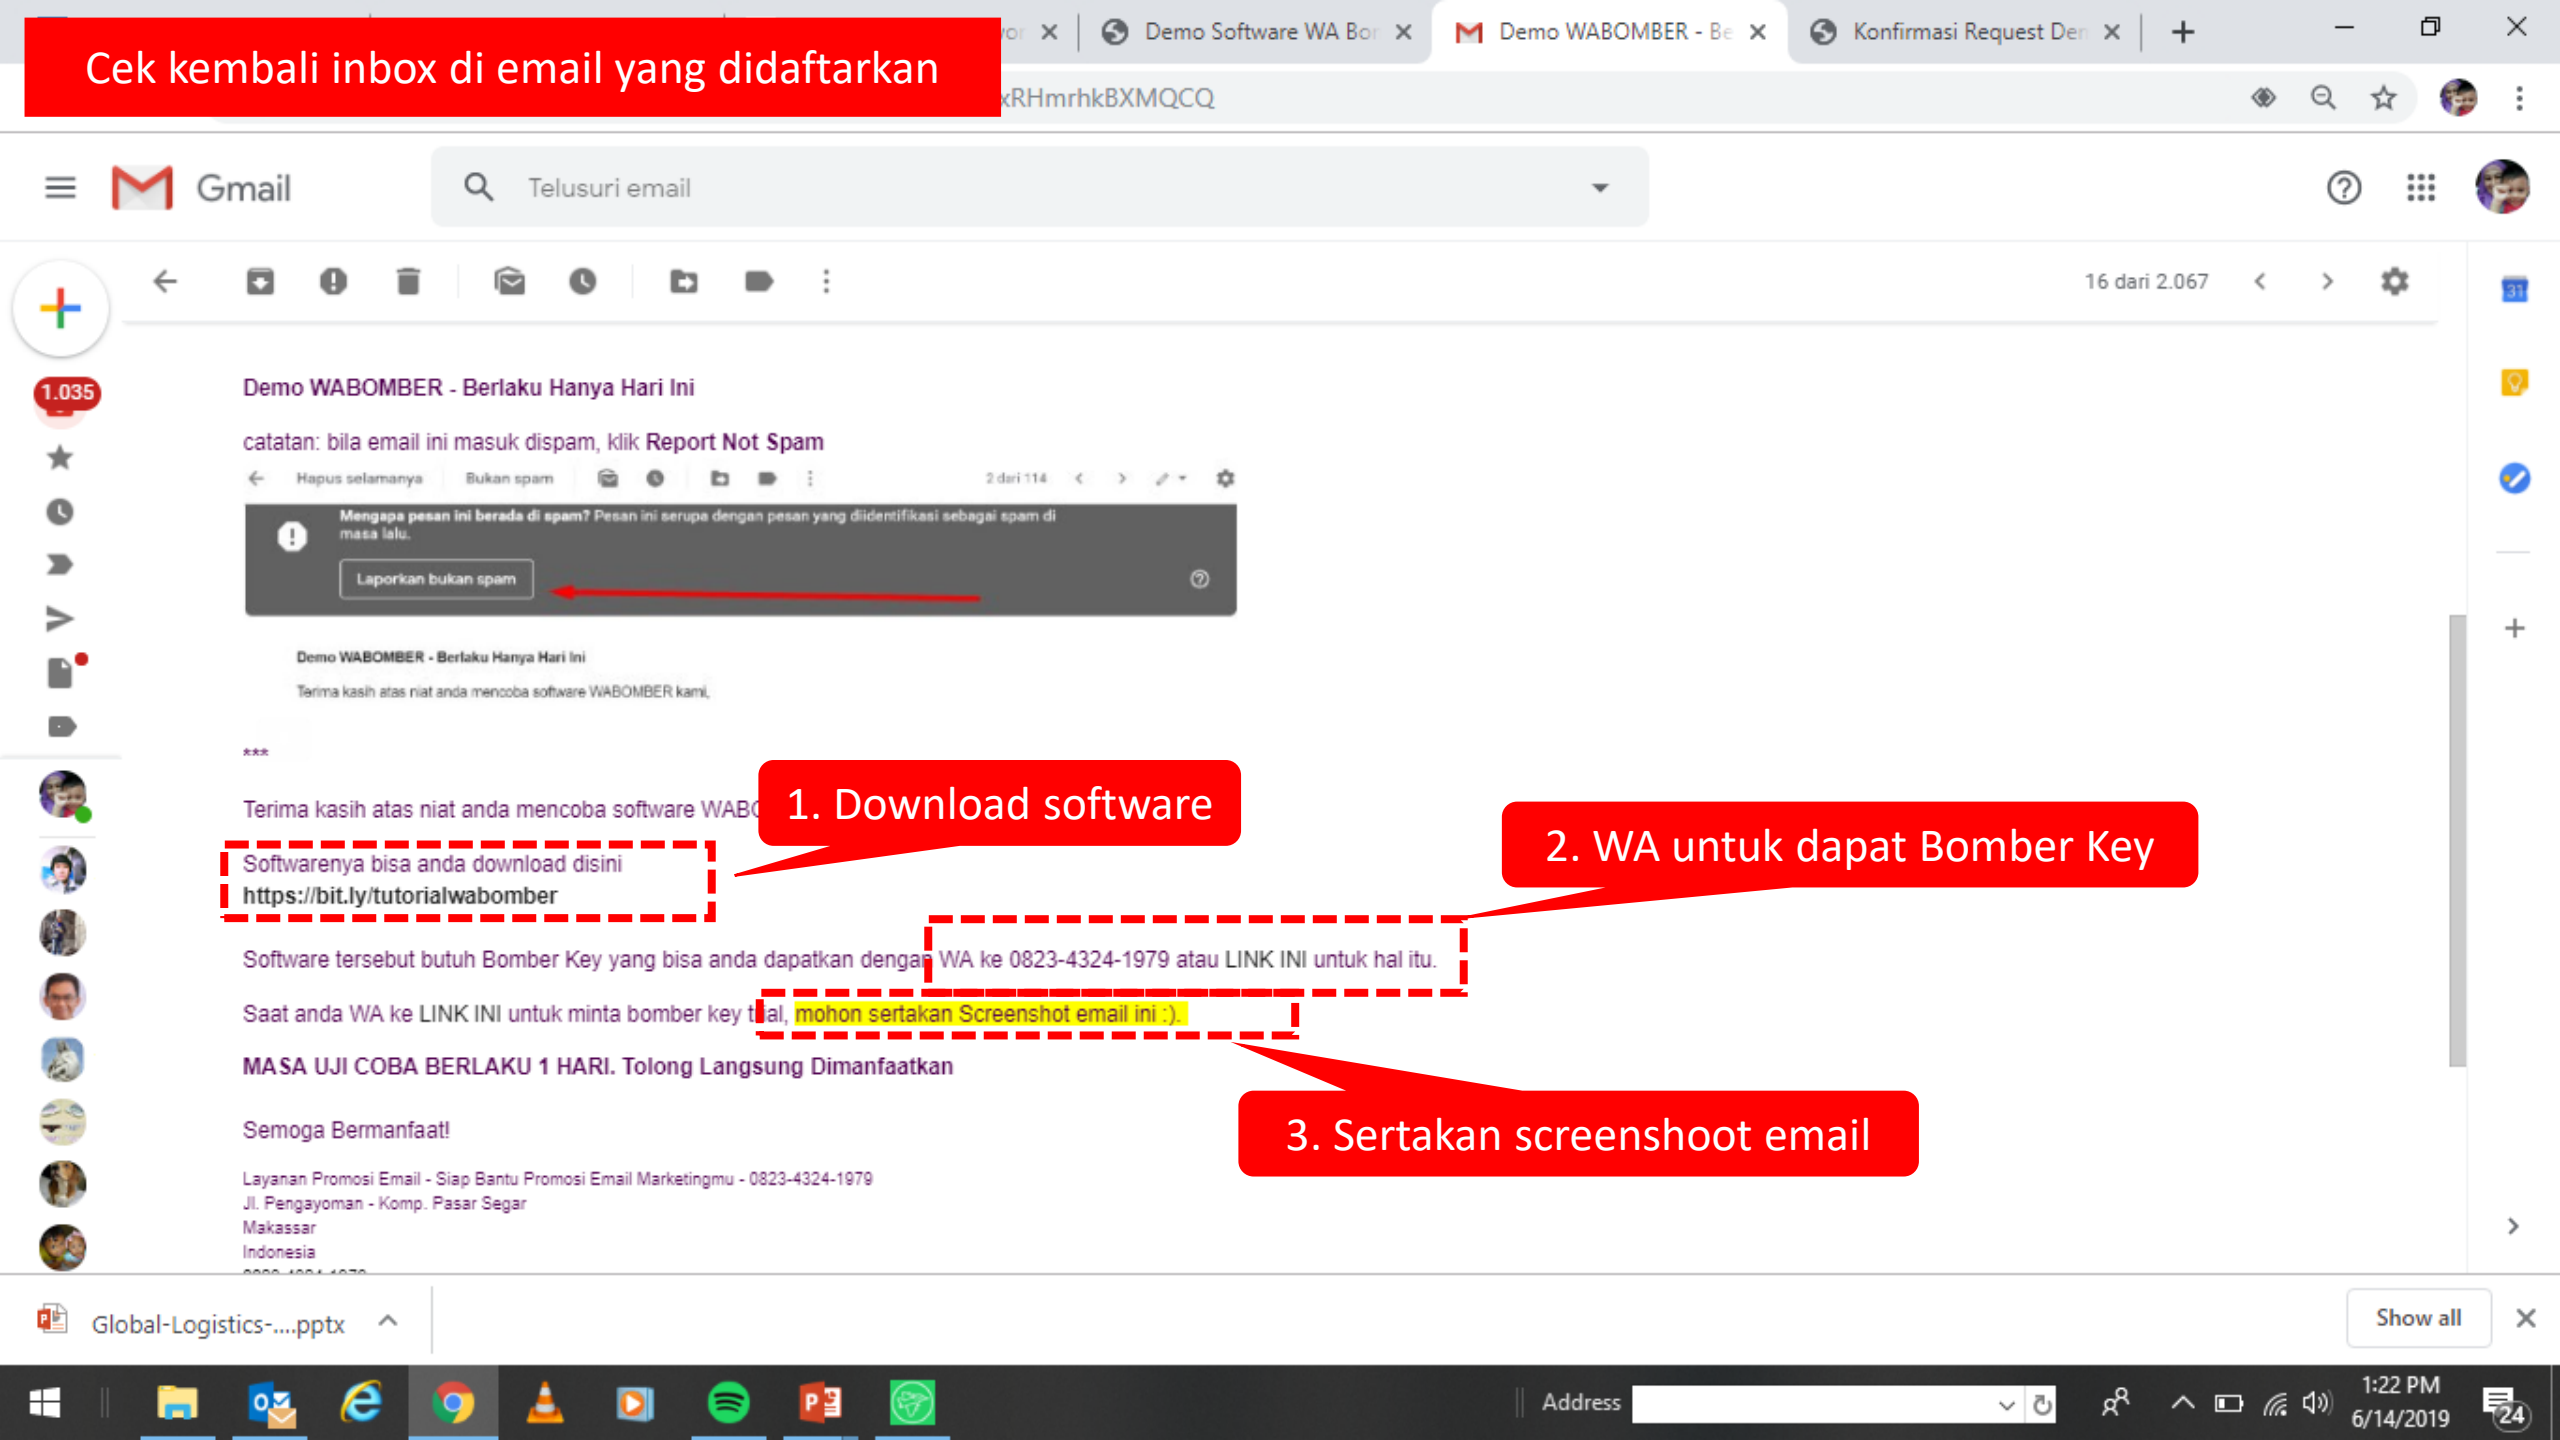 Demo Software WA Bo
Demo WABOMBER - Be
Konfirmasi Request Den
Cek kembali inbox di email yang didaftarkan
xRHmrhkBXMQCQ
Gmail
Telusuri email
16 dari 2.067
31
1.035
Demo WABOMBER - Berlaku Hanya Hari Ini
catatan: bila email ini masuk dispam, klik Report Not Spam
Hapus selamanya Bukan spam 2 dari 114
Mengapa pesan ini berada di spam? Pesan ini serupa dengan pesan yang diidentifikasi sebagai spam di
masa lalu.
Laporkan bukan spam
Demo WABOMBER - Berlaku Hanya Hari Ini
Terima kasih atas niat anda mencoba software WABOMBER kami,
***
1. Download software
Terima kasih atas niat anda mencoba software WABO
2. WA untuk dapat Bomber Key
Softwarenya bisa anda download disini
https://bit.ly/tutorialwabomber
Software tersebut butuh Bomber Key yang bisa anda dapatkan dengan WA ke 0823-4324-1979 atau LINK INI untuk hal itu.
Saat anda WA ke LINK INI untuk minta bomber key trial, mohon sertakan Screenshot email ini :).
MASA UJI COBA BERLAKU 1 HARI. Tolong Langsung Dimanfaatkan
3. Sertakan screenshoot email
Semoga Bermanfaat!
Layanan Promosi Email - Siap Bantu Promosi Email Marketingmu - 0823-4324-1979
Jl. Pengayoman - Komp. Pasar Segar
Makassar
Indonesia
Global-Logistics-....pptx
Show all
Address
1:22 PM
6/14/2019
24